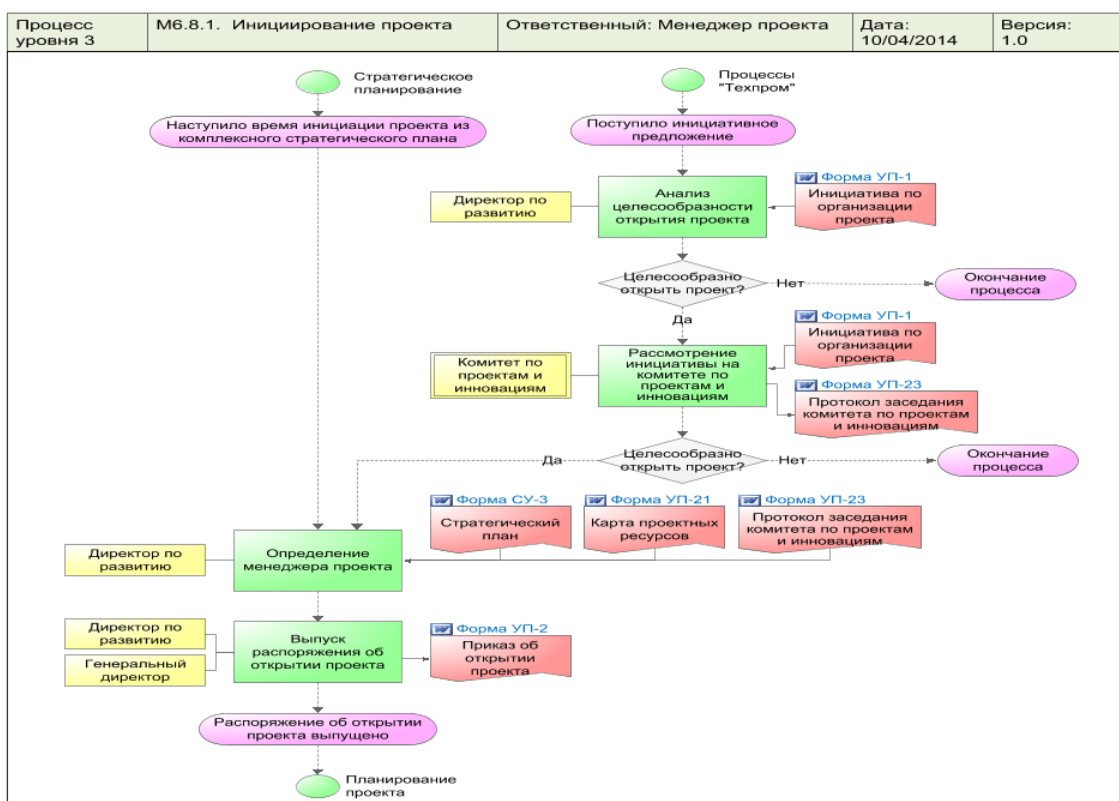 Процесс
уровня 3
М6.8.1. Инициирование проекта
Ответственный: Менеджер проекта
Дата:
10/04/2014
Версия:
1.0
Стратегическое
планирование
Процессы
"Техпром"
Наступило время инициации проекта из
комплексного стратегического плана
Поступило инициативное
предложение
Директор по
развитию
Анализ
целесообразности
открытия проекта
Форма УП-1
Инициатива по
организации
проекта
Целесообразно
открыть проект?
Нет
Окончание
процесса
Да
Форма УП-1
Инициатива по
организации
проекта
Комитет по
проектам и
инновациям
Рассмотрение
инициативы на
комитете по
проектам и
инновациям
Форма УП-23
Протокол заседания
комитета по проектам
и инновациям
Да
Целесообразно
открыть проект?
Нет
Окончание
процесса
Форма СУ-3
Стратегический
план
Форма УП-21
Карта проектных
ресурсов
Форма УП-23
Протокол заседания
комитета по проектам
и инновациям
Директор по
развитию
Определение
менеджера проекта
Директор по
развитию
Генеральный
директор
Выпуск
распоряжения об
открытии проекта
Форма УП-2
Приказ об
открытии
проекта
Распоряжение об открытии
проекта выпущено
Планирование
проекта